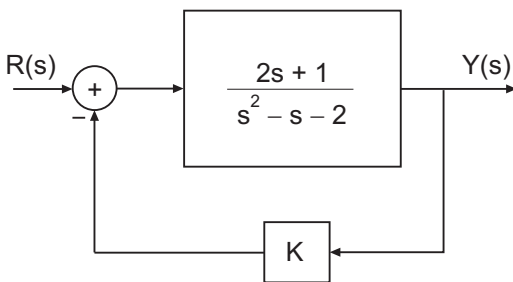 R(s)
+
−
2s + 1
s² − s − 2
Y(s)
K